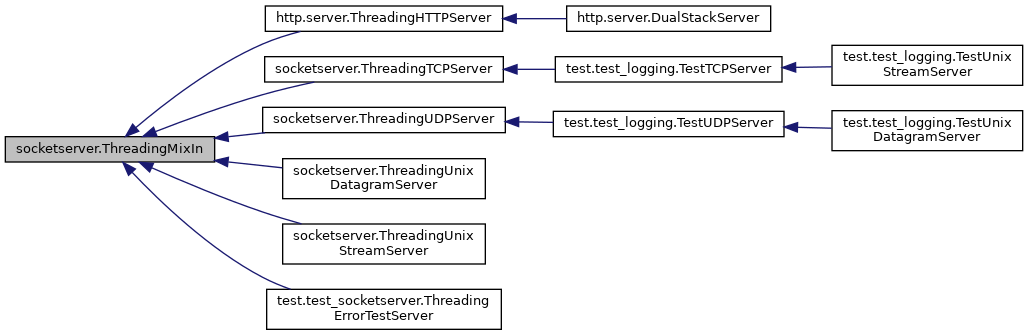 http.server.ThreadingHTTPServer
http.server.DualStackServer
socketserver.ThreadingTCPServer
test.test_logging.TestTCPServer
test.test_logging.TestUnix
StreamServer
socketserver.ThreadingUDPServer
test.test_logging.TestUDPServer
test.test_logging.TestUnix
DatagramServer
socketserver.ThreadingMixIn
socketserver.ThreadingUnix
DatagramServer
socketserver.ThreadingUnix
StreamServer
test.test_socketserver.Threading
ErrorTestServer